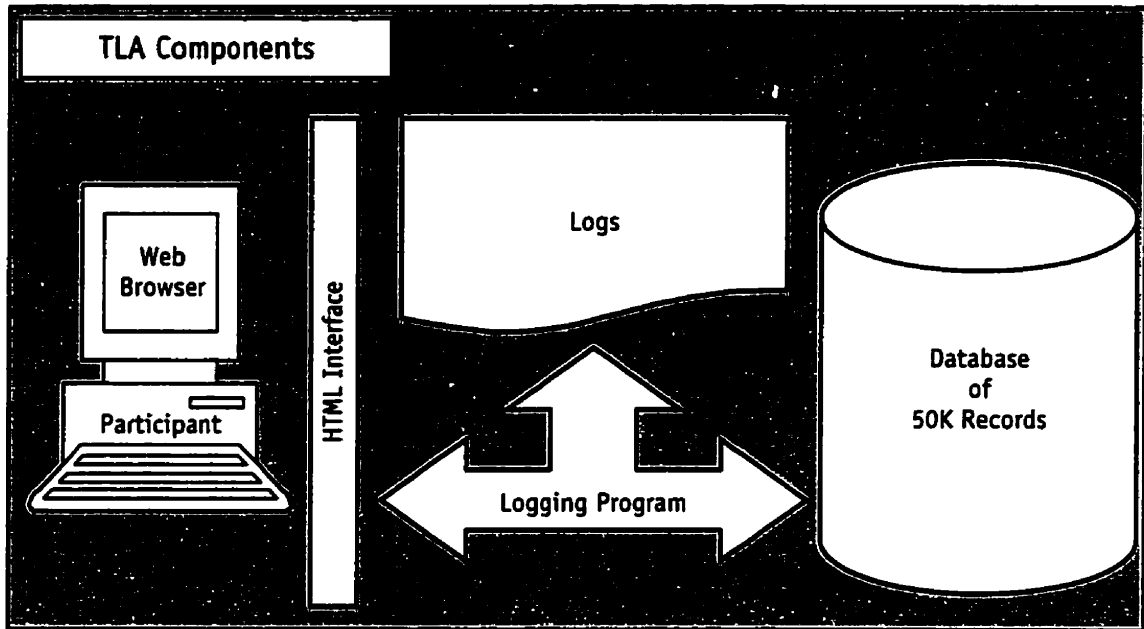 TLA Components
Web
Browser
Participant
HTML Interface
Logs
Logging Program
Database
of
50K Records